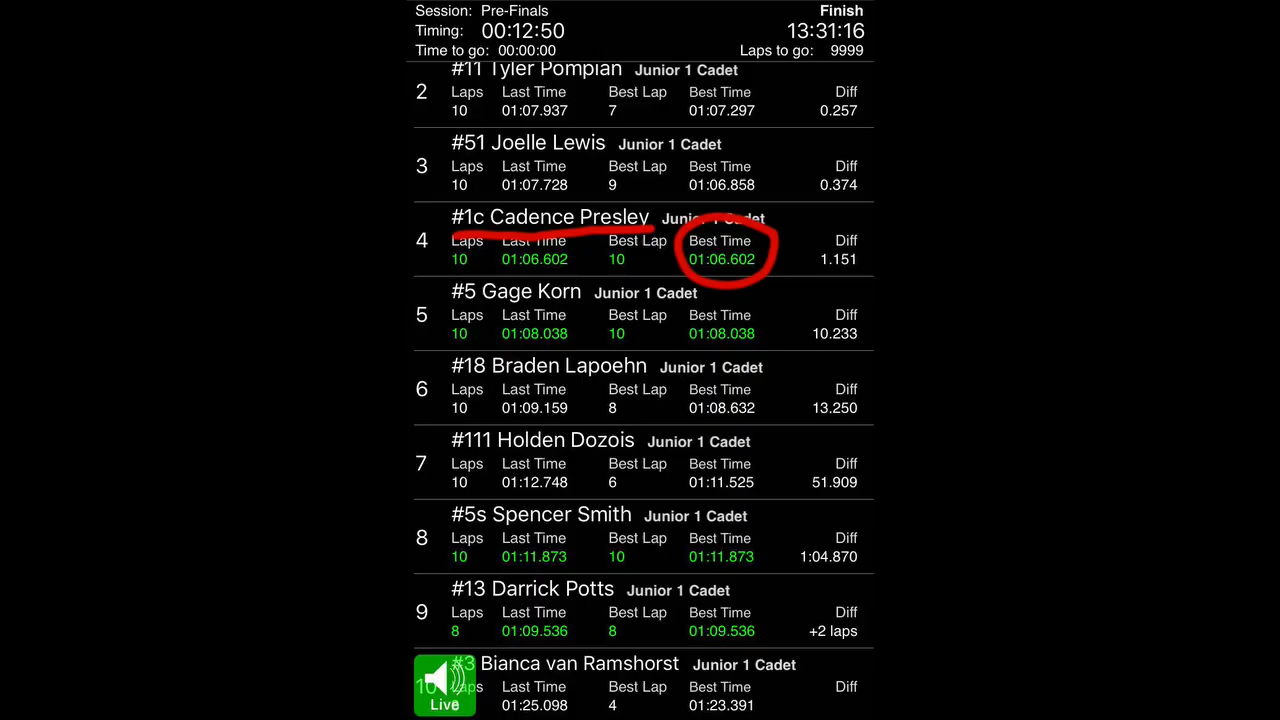 Session: Pre-Finals Finish
Timing: 00:12:50 13:31:16
Time to go: 00:00:00 Laps to go: 9999
#11 Tyler Pompian Junior 1 Cadet
2 Laps Last Time Best Lap Best Time Diff
10 01:07.937 7 01:07.297 0.257
#51 Joelle Lewis Junior 1 Cadet
3 Laps Last Time Best Lap Best Time Diff
10 01:07.728 9 01:06.858 0.374
#1c Cadence Presley Junior 1 Cadet
4 Laps Last Time Best Lap Best Time Diff
10 01:06.602 10 01:06.602 1.151
#5 Gage Korn Junior 1 Cadet
5 Laps Last Time Best Lap Best Time Diff
10 01:08.038 10 01:08.038 10.233
#18 Braden Lapoehn Junior 1 Cadet
6 Laps Last Time Best Lap Best Time Diff
10 01:09.159 8 01:08.632 13.250
#111 Holden Dozois Junior 1 Cadet
7 Laps Last Time Best Lap Best Time Diff
10 01:12.748 6 01:11.525 51.909
#5s Spencer Smith Junior 1 Cadet
8 Laps Last Time Best Lap Best Time Diff
10 01:11.873 10 01:11.873 1:04.870
#13 Darrick Potts Junior 1 Cadet
9 Laps Last Time Best Lap Best Time Diff
8 01:09.536 8 01:09.536 +2 laps
#3 Bianca van Ramshorst Junior 1 Cadet
10 Laps Last Time Best Lap Best Time Diff
01:25.098 4 01:23.391
Live